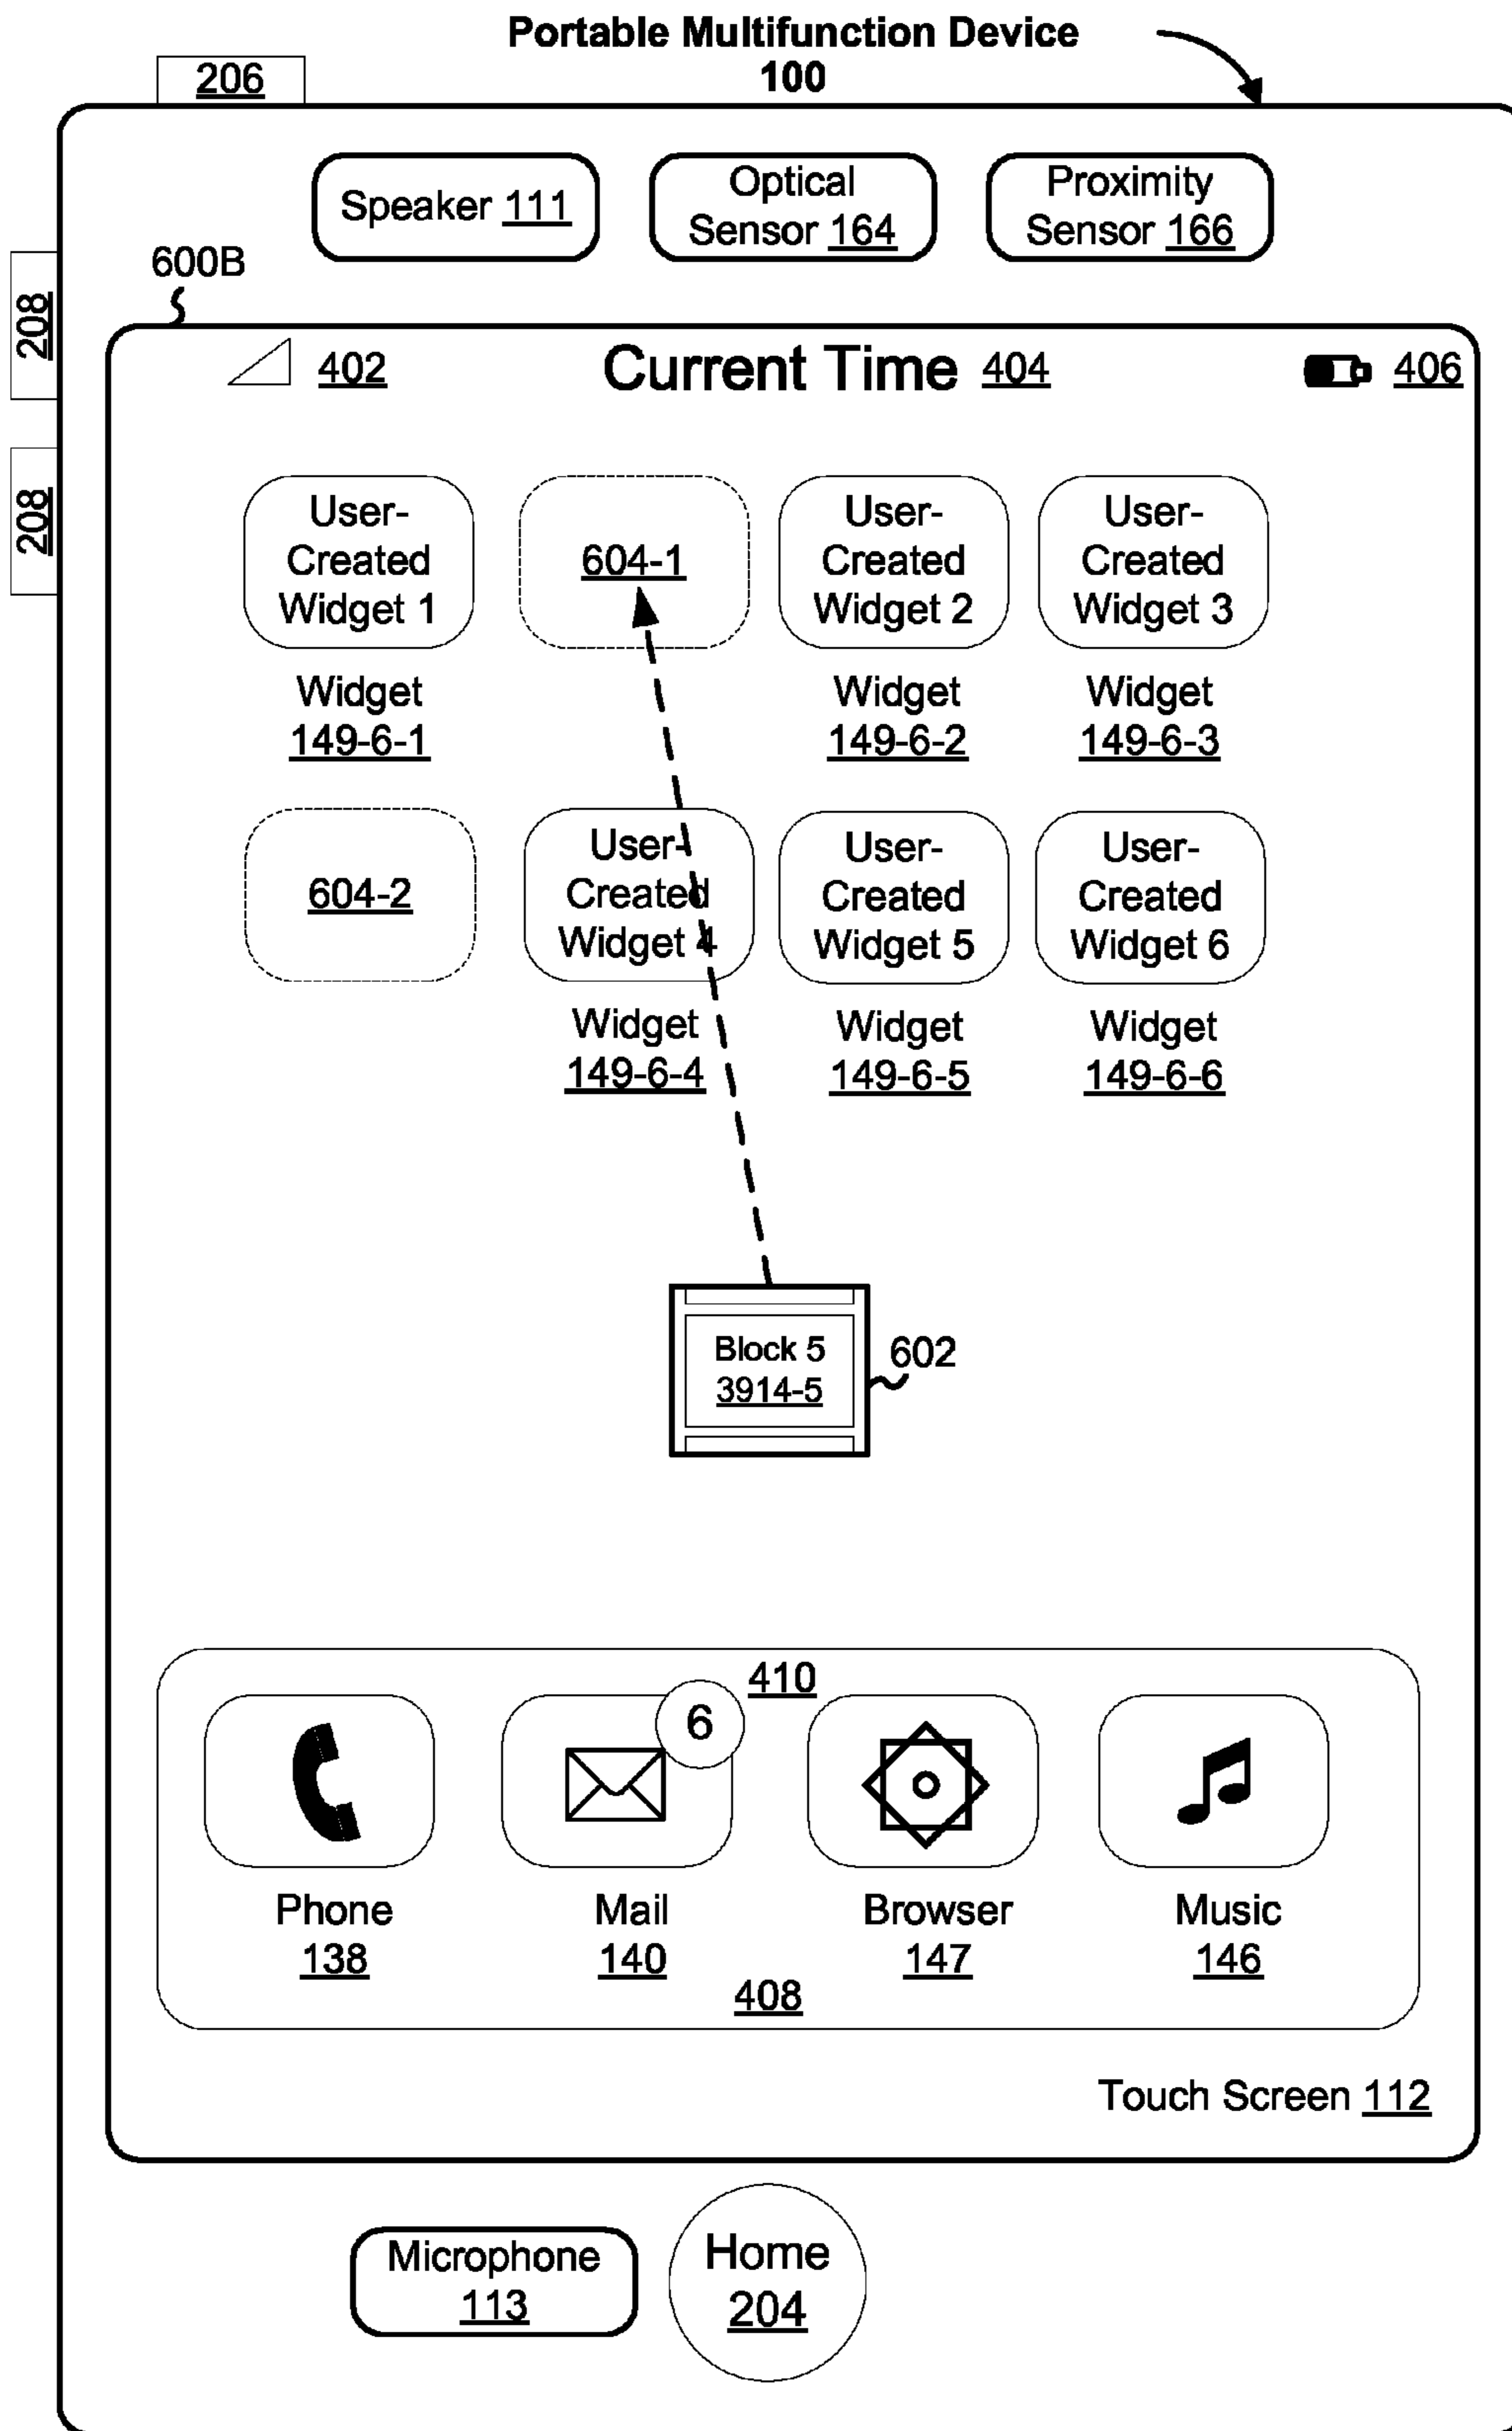 Portable Multifunction Device
100
206
Speaker 111
Optical
Sensor 164
Proximity
Sensor 166
600B
208
208
402
Current Time 404
406
User-
Created
Widget 1
604-1
User-
Created
Widget 2
User-
Created
Widget 3
Widget
149-6-1
Widget
149-6-2
Widget
149-6-3
604-2
User-
Created
Widget 4
User-
Created
Widget 5
User-
Created
Widget 6
Widget
149-6-4
Widget
149-6-5
Widget
149-6-6
Block 5
3914-5
602
410
6
Phone
138
Mail
140
Browser
147
Music
146
408
Touch Screen 112
Microphone
113
Home
204